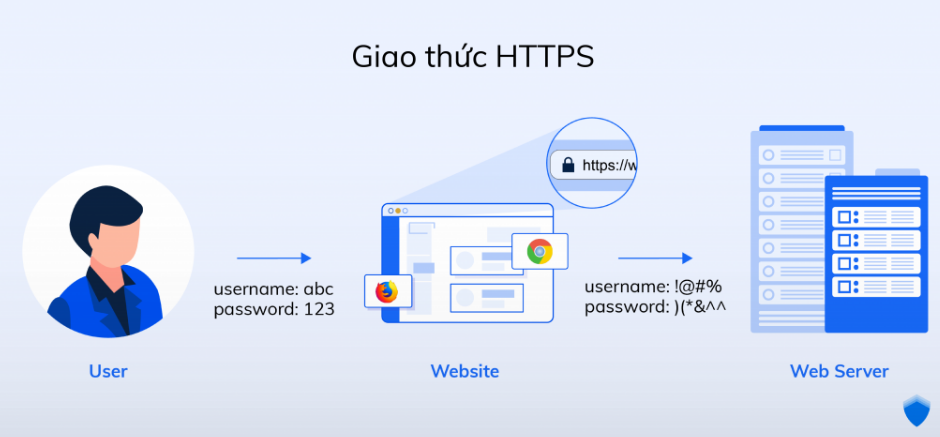 Giao thức HTTPS
https://w
username: abc
password: 123
username: !@#%
password: )(*&^^
User
Website
Web Server